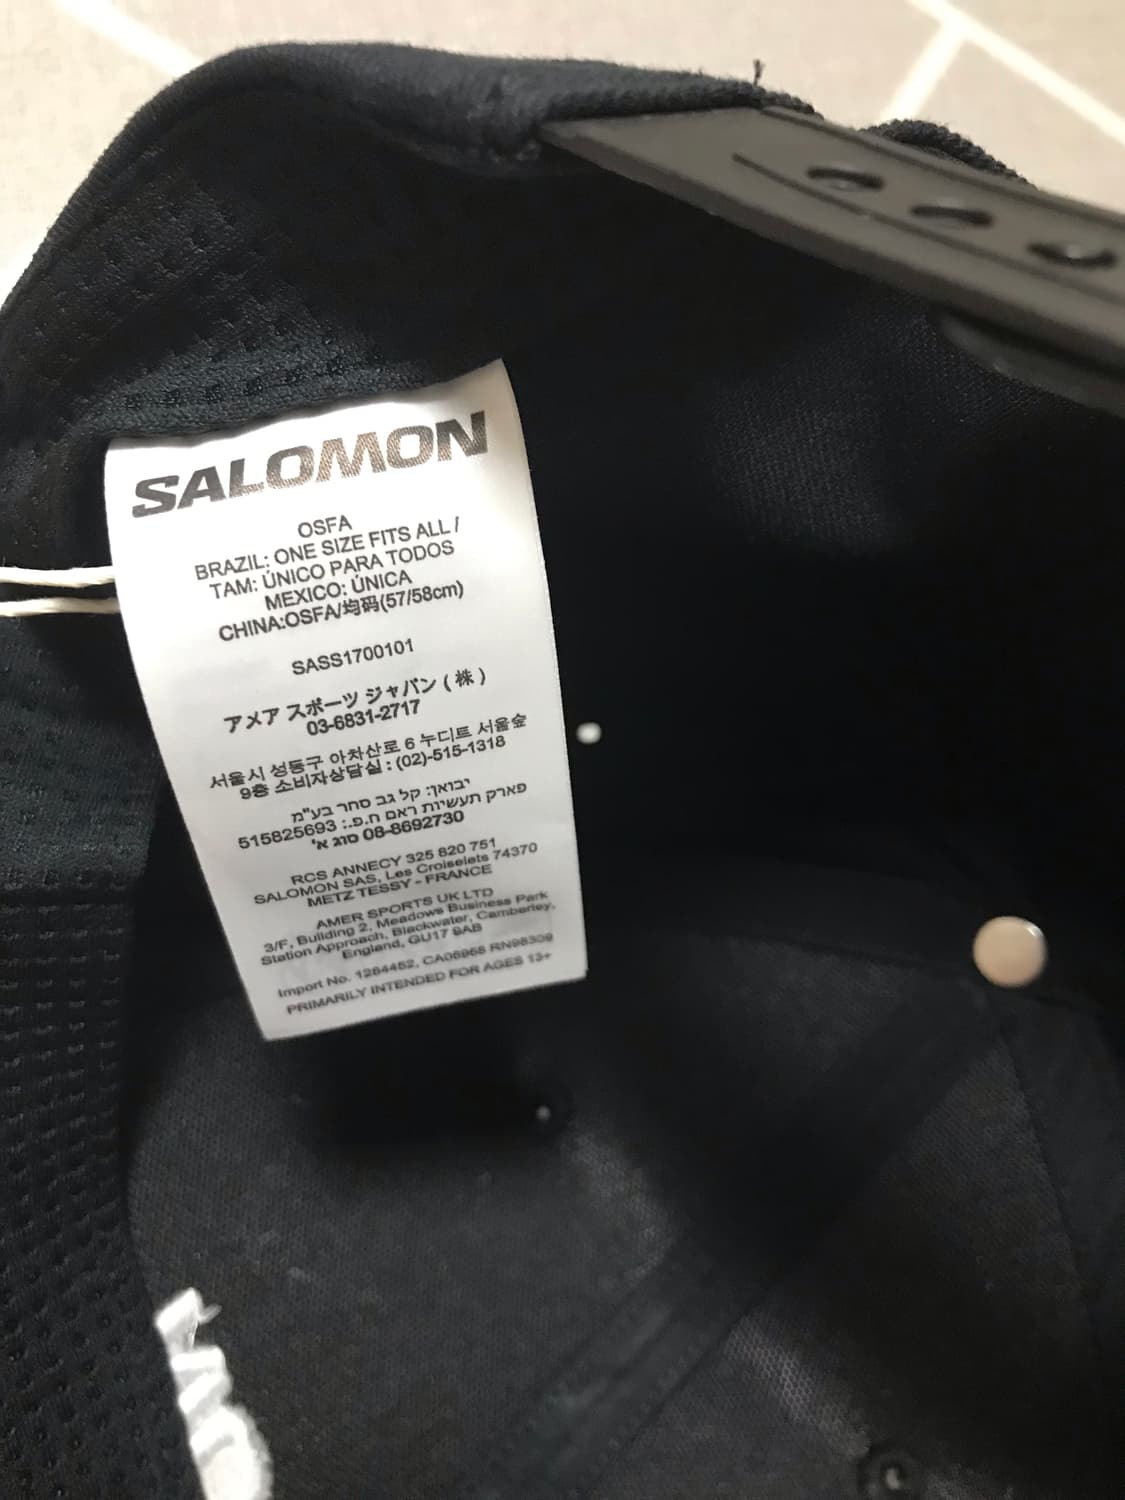 SALOMON
OSFA
BRAZIL: ONE SIZE FITS ALL /
TAM: ÚNICO PARA TODOS
MEXICO: ÚNICA
CHINA:OSFA/均码(57/58cm)
SASS1700101
アメア スポーツ ジャパン ( 株 )
03-6831-2717
서울시 성동구 아차산로 6 누디트 서울숲
9층 소비자상담실 : (02)-515-1318
יבואן: קל גב סחר בע"מ
פארק תעשיות ראם ח.פ.: 515825693
08-8692730 סוג א'
RCS ANNECY 325 820 751
SALOMON SAS, Les Croiselets 74370
METZ TESSY - FRANCE
AMER SPORTS UK LTD
3/F, Building 2, Meadows Business Park
Station Approach, Blackwater, Camberley,
England, GU17 9AB
Import No. 1284452, CA06968 RN98309
PRIMARILY INTENDED FOR AGES 13+